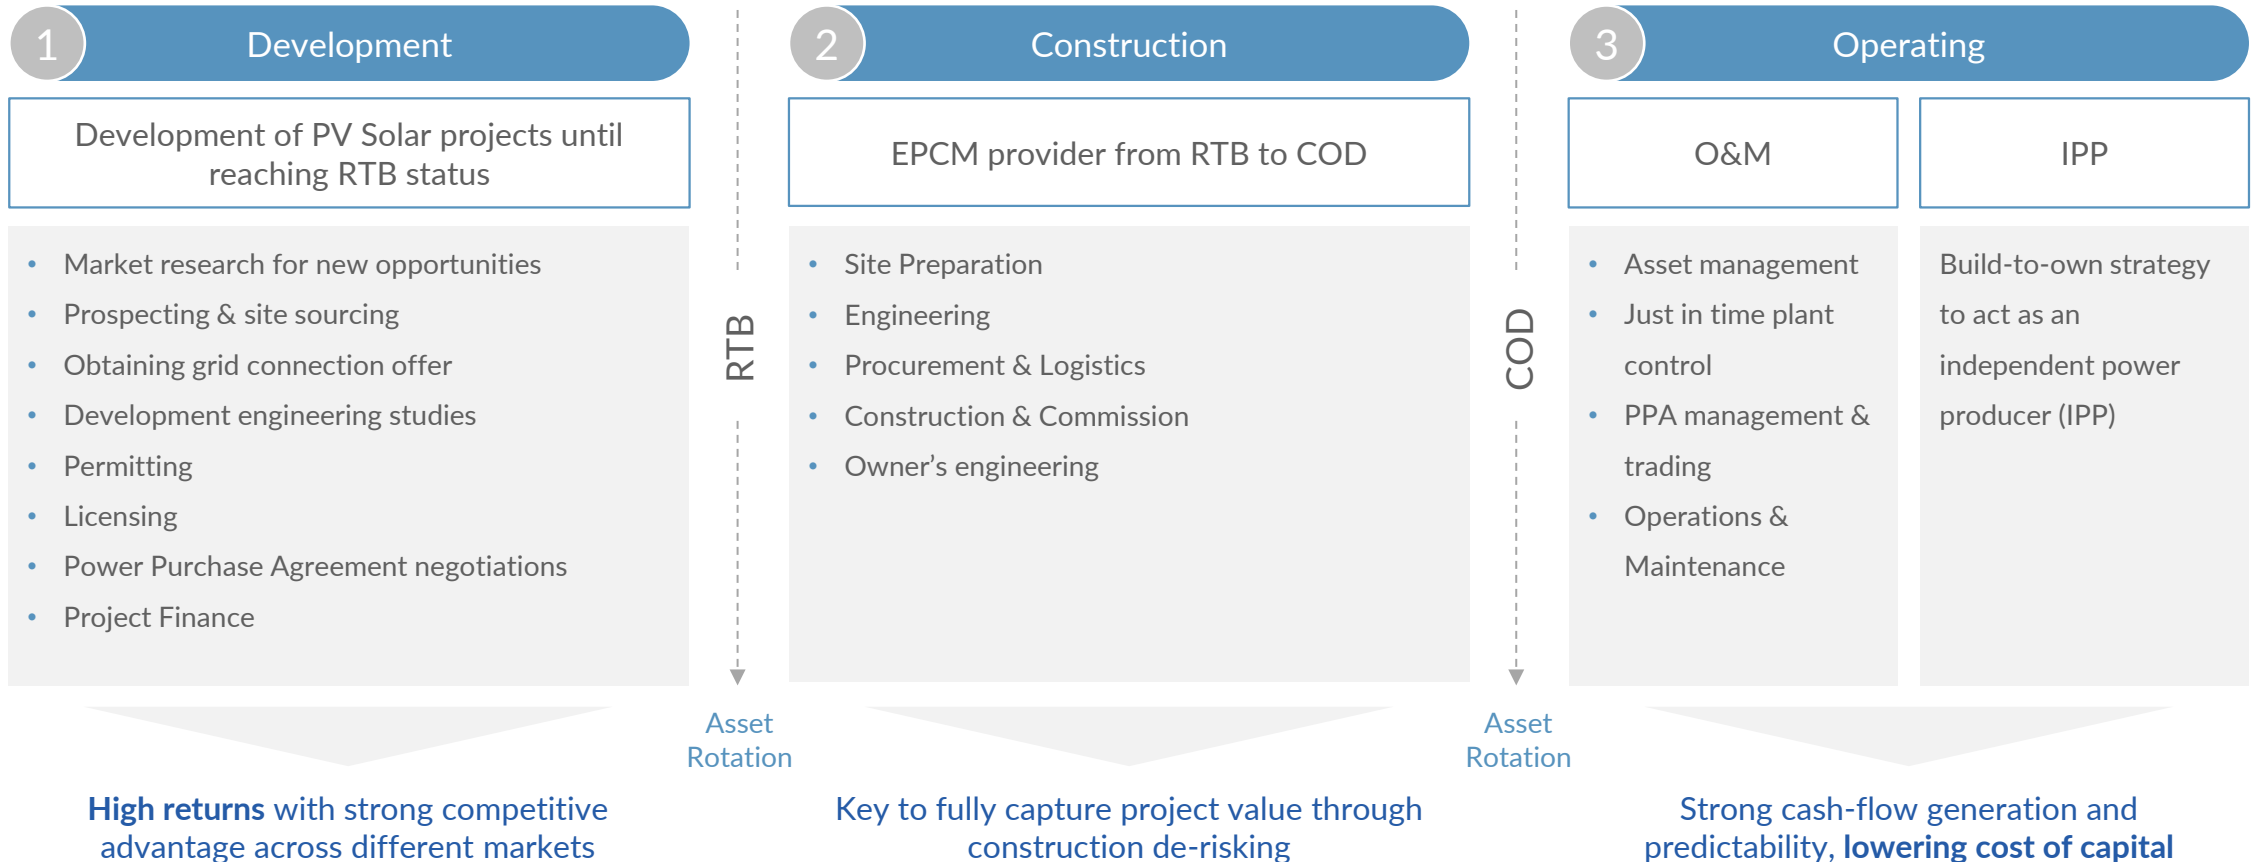 1
Development
Development of PV Solar projects until
reaching RTB status
• Market research for new opportunities
• Prospecting & site sourcing
• Obtaining grid connection offer
• Development engineering studies
• Permitting
• Licensing
• Power Purchase Agreement negotiations
• Project Finance
High returns with strong competitive
advantage across different markets
RTB
Asset
Rotation
2
Construction
EPCM provider from RTB to COD
• Site Preparation
• Engineering
• Procurement & Logistics
• Construction & Commission
• Owner’s engineering
Key to fully capture project value through
construction de-risking
COD
Asset
Rotation
3
Operating
O&M
• Asset management
• Just in time plant
control
• PPA management &
trading
• Operations &
Maintenance
IPP
Build-to-own strategy
to act as an
independent power
producer (IPP)
Strong cash-flow generation and
predictability, lowering cost of capital